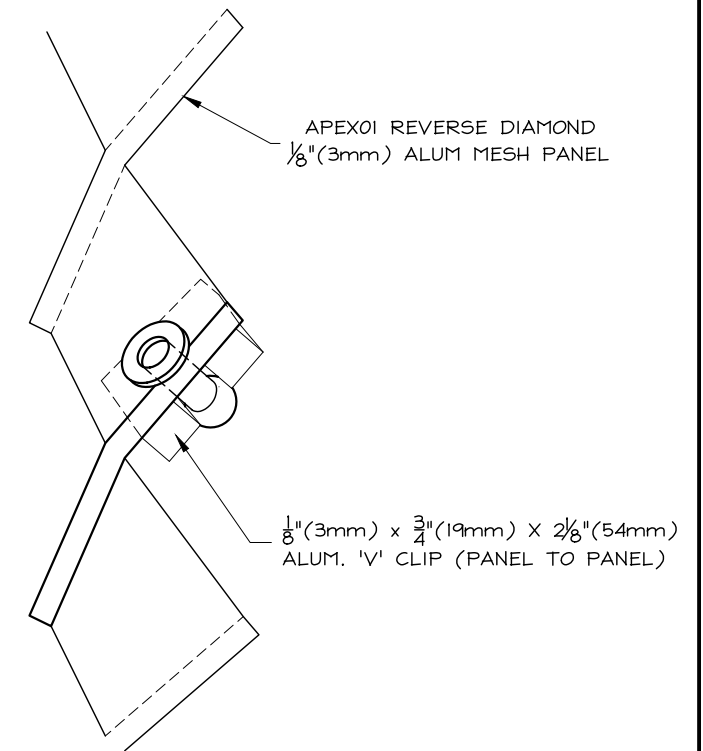 APEX01 REVERSE DIAMOND
1/8"(3mm) ALUM MESH PANEL
1/8"(3mm) x 3/4"(19mm) X 2 1/8"(54mm)
ALUM. 'V' CLIP (PANEL TO PANEL)